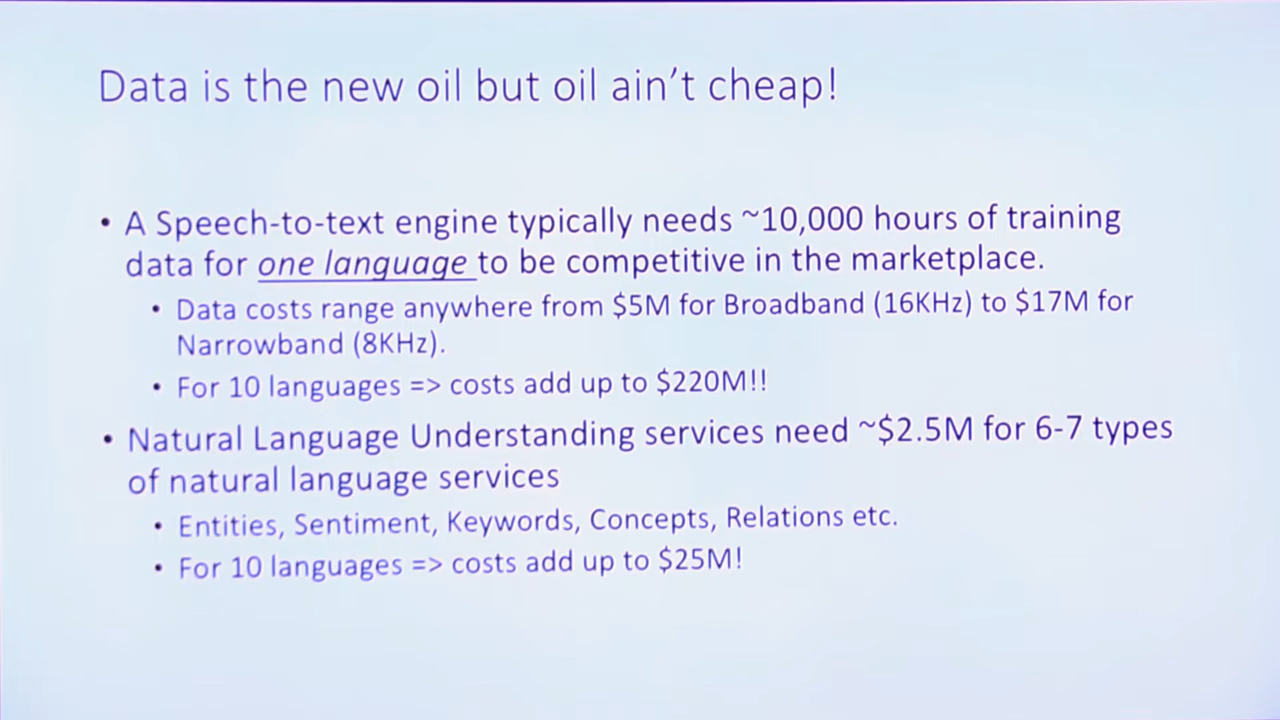 Data is the new oil but oil ain't cheap!
• A Speech-to-text engine typically needs ~10,000 hours of training
data for one language to be competitive in the marketplace.
• Data costs range anywhere from $5M for Broadband (16KHz) to $17M for
Narrowband (8KHz).
• For 10 languages => costs add up to $220M!!
• Natural Language Understanding services need ~$2.5M for 6-7 types
of natural language services
• Entities, Sentiment, Keywords, Concepts, Relations etc.
• For 10 languages => costs add up to $25M!